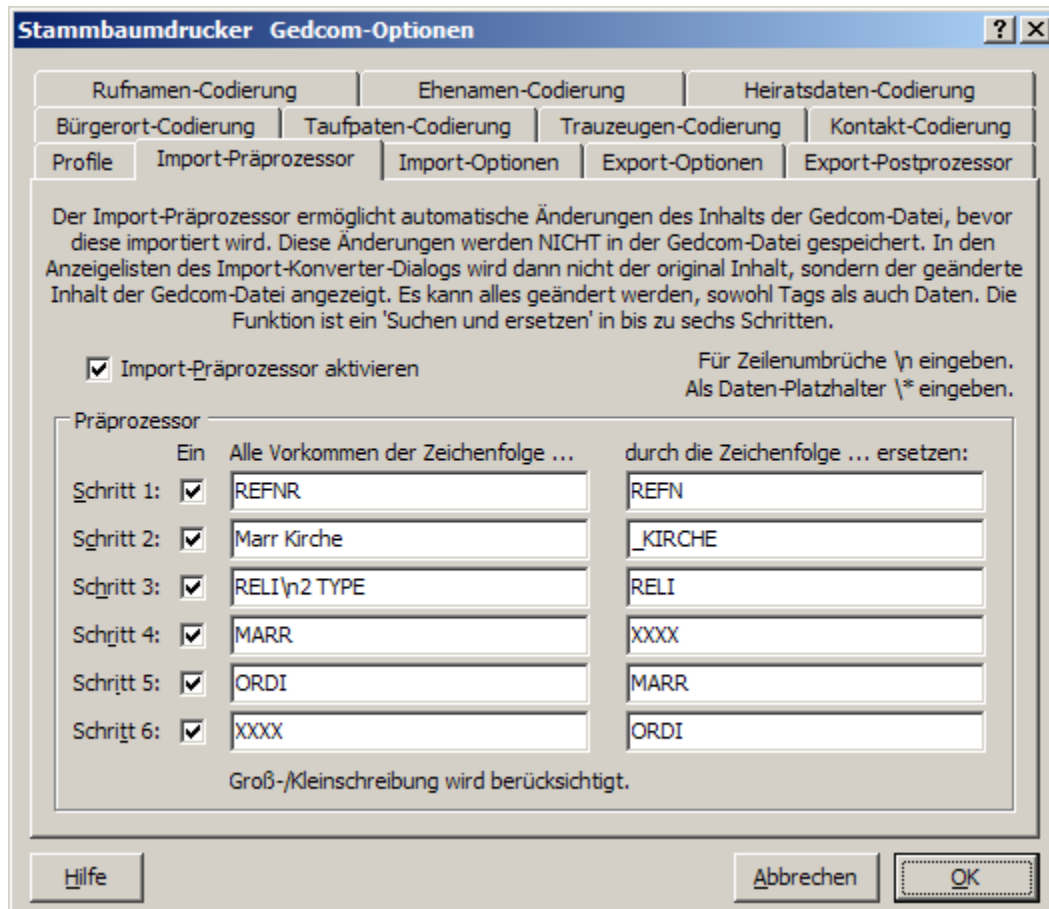 Stammbaumdrucker Gedcom-Optionen
Rufnamen-Codierung Ehenamen-Codierung Heiratsdaten-Codierung
Bürgerort-Codierung Taufpaten-Codierung Trauzeugen-Codierung Kontakt-Codierung
Profile Import-Präprozessor Import-Optionen Export-Optionen Export-Postprozessor
Der Import-Präprozessor ermöglicht automatische Änderungen des Inhalts der Gedcom-Datei, bevor
diese importiert wird. Diese Änderungen werden NICHT in der Gedcom-Datei gespeichert. In den
Anzeigelisten des Import-Konverter-Dialogs wird dann nicht der original Inhalt, sondern der geänderte
Inhalt der Gedcom-Datei angezeigt. Es kann alles geändert werden, sowohl Tags als auch Daten. Die
Funktion ist ein 'Suchen und ersetzen' in bis zu sechs Schritten.
Import-Präprozessor aktivieren
Für Zeilenumbrüche \n eingeben.
Als Daten-Platzhalter \* eingeben.
Präprozessor
Ein Alle Vorkommen der Zeichenfolge ... durch die Zeichenfolge ... ersetzen:
Schritt 1: REFNR REFN
Schritt 2: Marr Kirche _KIRCHE
Schritt 3: RELI\n2 TYPE RELI
Schritt 4: MARR XXXX
Schritt 5: ORDI MARR
Schritt 6: XXXX ORDI
Groß-/Kleinschreibung wird berücksichtigt.
Hilfe Abbrechen OK